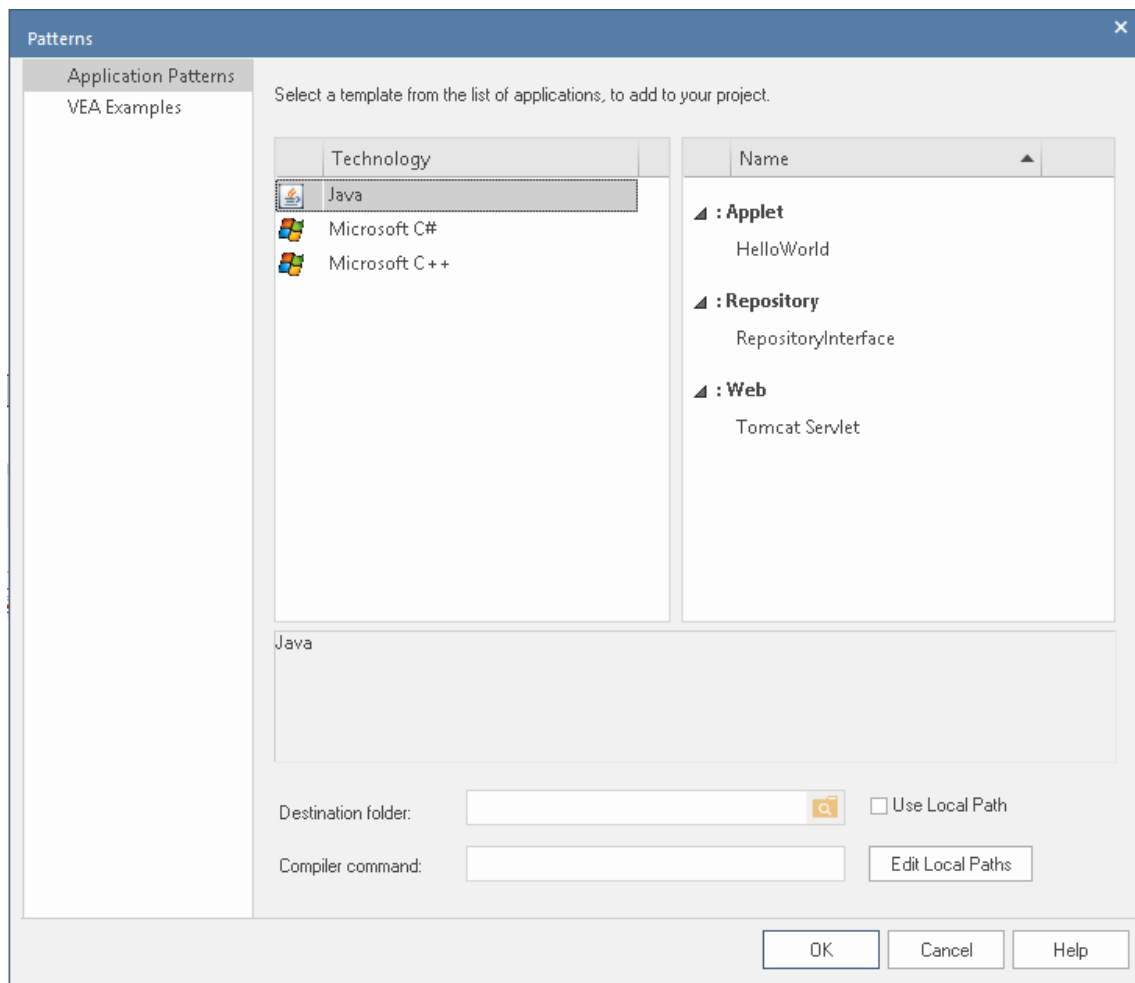 Patterns
Application Patterns
VEA Examples
Select a template from the list of applications, to add to your project.
Technology
Java
Microsoft C#
Microsoft C++
Name
: Applet
HelloWorld
: Repository
RepositoryInterface
: Web
Tomcat Servlet
Java
Destination folder:
Use Local Path
Compiler command:
Edit Local Paths
OK
Cancel
Help